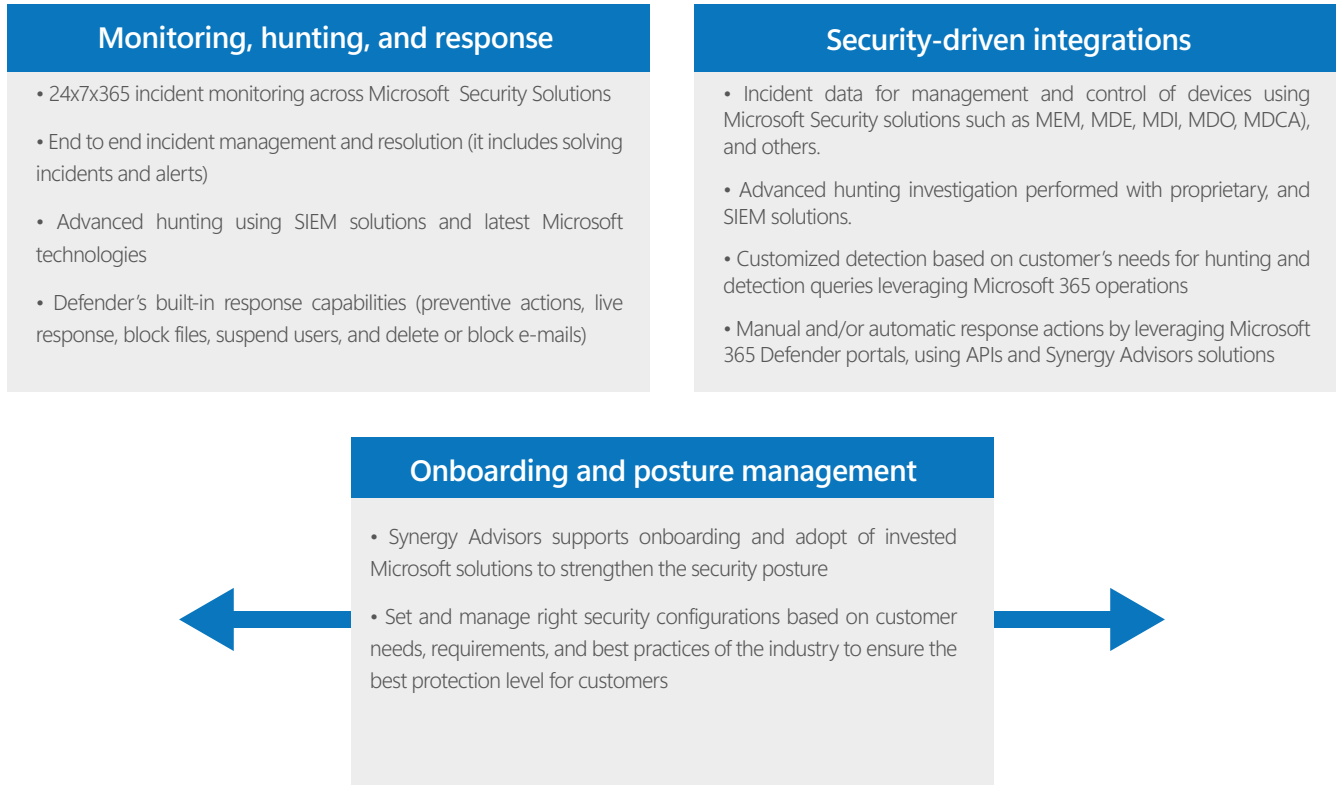 Monitoring, hunting, and response
• 24x7x365 incident monitoring across Microsoft Security Solutions
• End to end incident management and resolution (it includes solving
incidents and alerts)
• Advanced hunting using SIEM solutions and latest Microsoft
technologies
• Defender’s built-in response capabilities (preventive actions, live
response, block files, suspend users, and delete or block e-mails)
Security-driven integrations
• Incident data for management and control of devices using
Microsoft Security solutions such as MEM, MDE, MDI, MDO, MDCA),
and others.
• Advanced hunting investigation performed with proprietary, and
SIEM solutions.
• Customized detection based on customer’s needs for hunting and
detection queries leveraging Microsoft 365 operations
• Manual and/or automatic response actions by leveraging Microsoft
365 Defender portals, using APIs and Synergy Advisors solutions
Onboarding and posture management
• Synergy Advisors supports onboarding and adopt of invested
Microsoft solutions to strengthen the security posture
• Set and manage right security configurations based on customer
needs, requirements, and best practices of the industry to ensure the
best protection level for customers